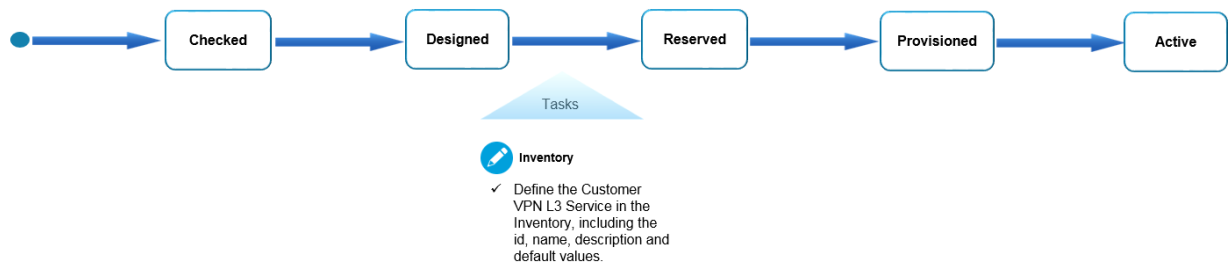 Checked
Designed
Reserved
Provisioned
Active
Tasks
Inventory
✓ Define the Customer
VPN L3 Service in the
Inventory, including the
id, name, description and
default values.